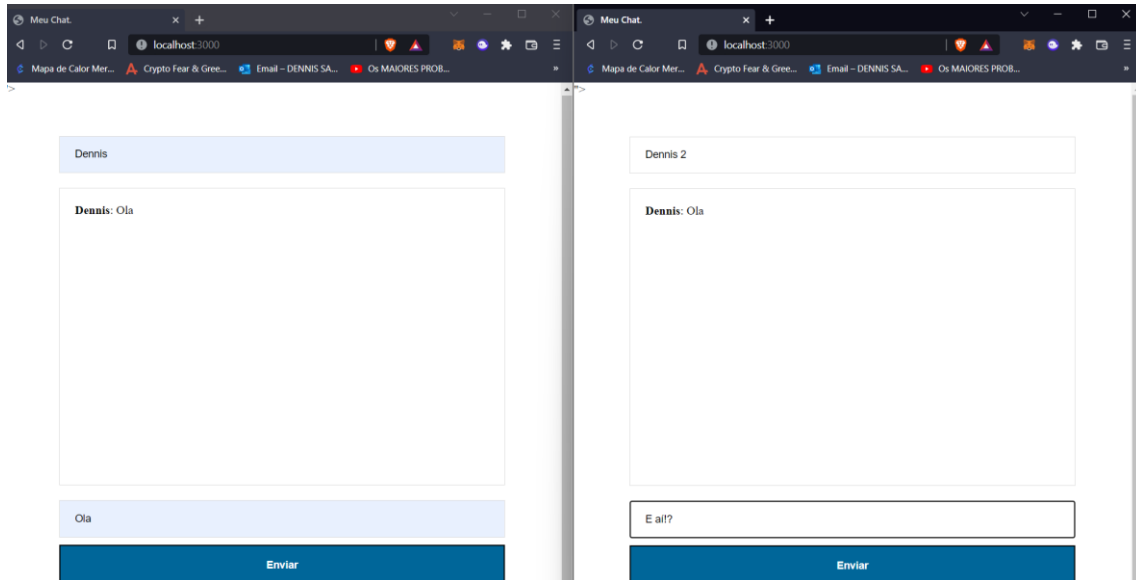 Meu Chat.
localhost:3000
Mapa de Calor Mer... Crypto Fear & Gree... Email – DENNIS SA... Os MAIORES PROB... »
">
Dennis
Dennis: Ola
Ola
Enviar
Meu Chat.
localhost:3000
Mapa de Calor Mer... Crypto Fear & Gree... Email – DENNIS SA... Os MAIORES PROB... »
">
Dennis 2
Dennis: Ola
E aí!?
Enviar